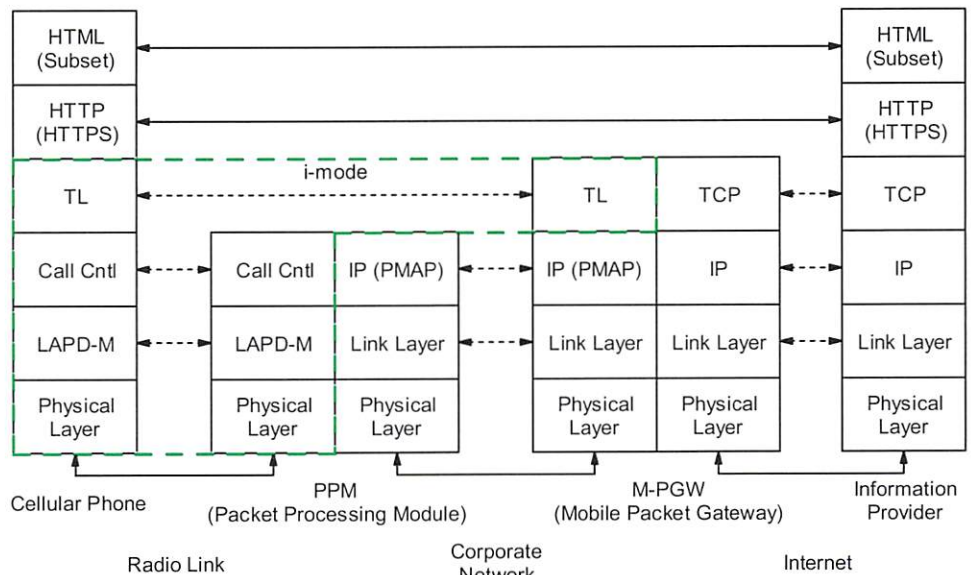 HTML
(Subset)
HTML
(Subset)
HTTP
(HTTPS)
HTTP
(HTTPS)
i-mode
TL
TL
TCP
TCP
Call Cntl
Call Cntl
IP (PMAP)
IP (PMAP)
IP
IP
LAPD-M
LAPD-M
Link Layer
Link Layer
Link Layer
Link Layer
Physical
Layer
Physical
Layer
Physical
Layer
Physical
Layer
Physical
Layer
Physical
Layer
Cellular Phone
PPM
(Packet Processing Module)
M-PGW
(Mobile Packet Gateway)
Information
Provider
Radio Link
Corporate
Network
Internet